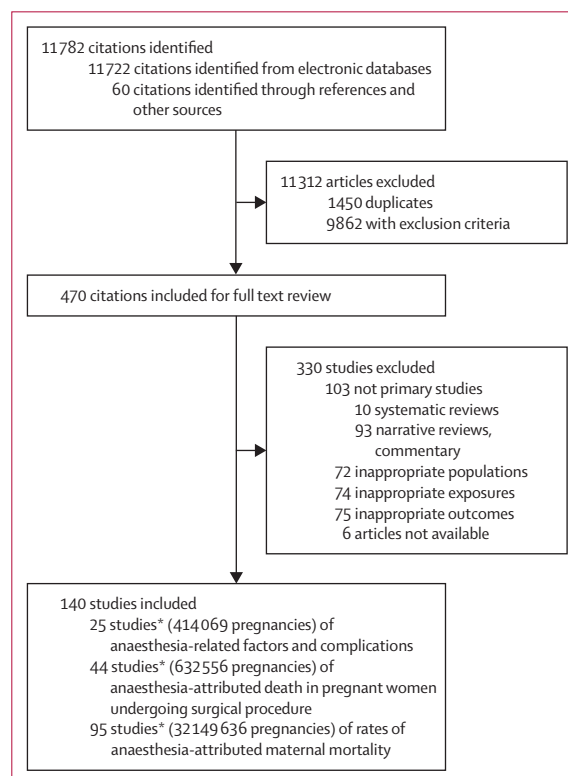 11782 citations identified
11722 citations identified from electronic databases
60 citations identified through references and
other sources
11312 articles excluded
1450 duplicates
9862 with exclusion criteria
470 citations included for full text review
330 studies excluded
103 not primary studies
10 systematic reviews
93 narrative reviews,
commentary
72 inappropriate populations
74 inappropriate exposures
75 inappropriate outcomes
6 articles not available
140 studies included
25 studies* (414069 pregnancies) of
anaesthesia-related factors and complications
44 studies* (632556 pregnancies) of
anaesthesia-attributed death in pregnant women
undergoing surgical procedure
95 studies* (32149636 pregnancies) of rates of
anaesthesia-attributed maternal mortality